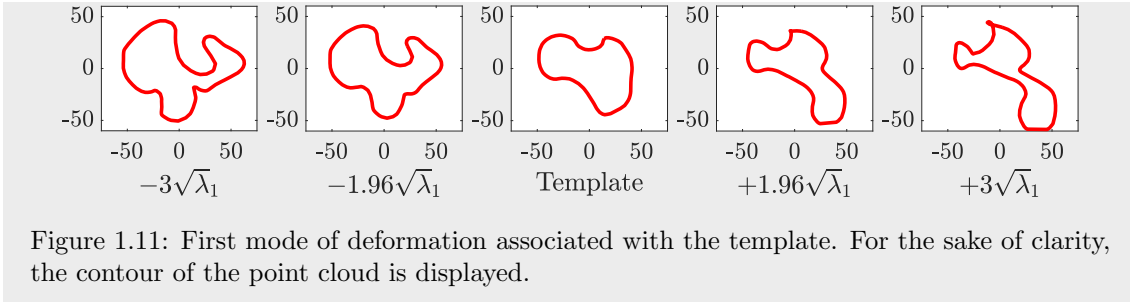 50
0
-50
-50 0 50
−3√λ₁
50
0
-50
-50 0 50
−1.96√λ₁
50
0
-50
-50 0 50
Template
50
0
-50
-50 0 50
+1.96√λ₁
50
0
-50
-50 0 50
+3√λ₁
Figure 1.11: First mode of deformation associated with the template. For the sake of clarity,
the contour of the point cloud is displayed.